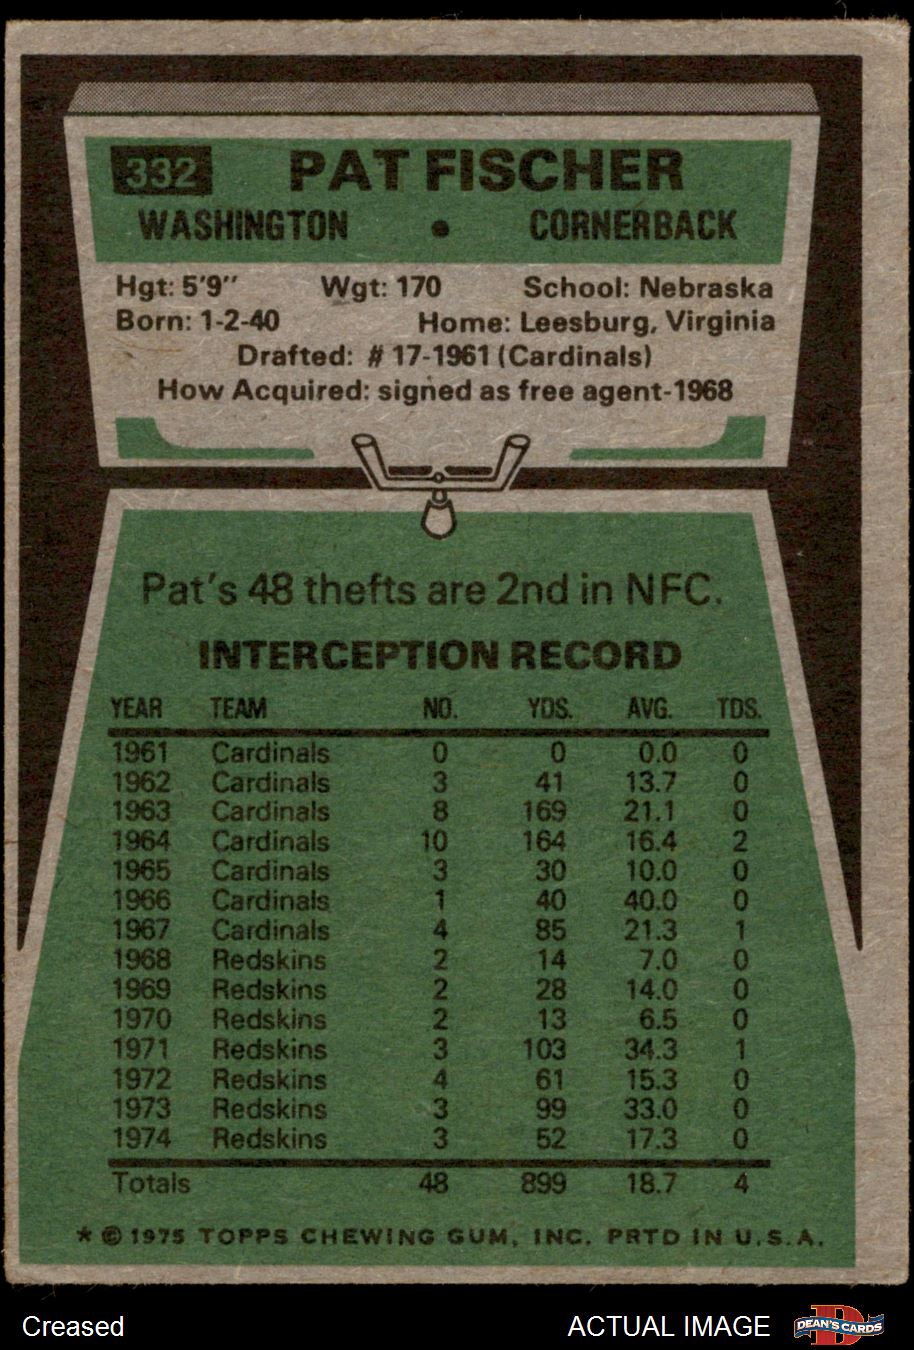 332 PAT FISCHER
WASHINGTON • CORNERBACK
Hgt: 5'9" Wgt: 170 School: Nebraska
Born: 1-2-40 Home: Leesburg, Virginia
Drafted: # 17-1961 (Cardinals)
How Acquired: signed as free agent-1968
Pat's 48 thefts are 2nd in NFC.
INTERCEPTION RECORD
YEAR TEAM NO. YDS. AVG. TDS.
1961 Cardinals 0 0 0.0 0
1962 Cardinals 3 41 13.7 0
1963 Cardinals 8 169 21.1 0
1964 Cardinals 10 164 16.4 2
1965 Cardinals 3 30 10.0 0
1966 Cardinals 1 40 40.0 0
1967 Cardinals 4 85 21.3 1
1968 Redskins 2 14 7.0 0
1969 Redskins 2 28 14.0 0
1970 Redskins 2 13 6.5 0
1971 Redskins 3 103 34.3 1
1972 Redskins 4 61 15.3 0
1973 Redskins 3 99 33.0 0
1974 Redskins 3 52 17.3 0
Totals 48 899 18.7 4
* © 1975 TOPPS CHEWING GUM, INC. PRTD IN U.S.A.
Creased ACTUAL IMAGE DEAN'S CARDS